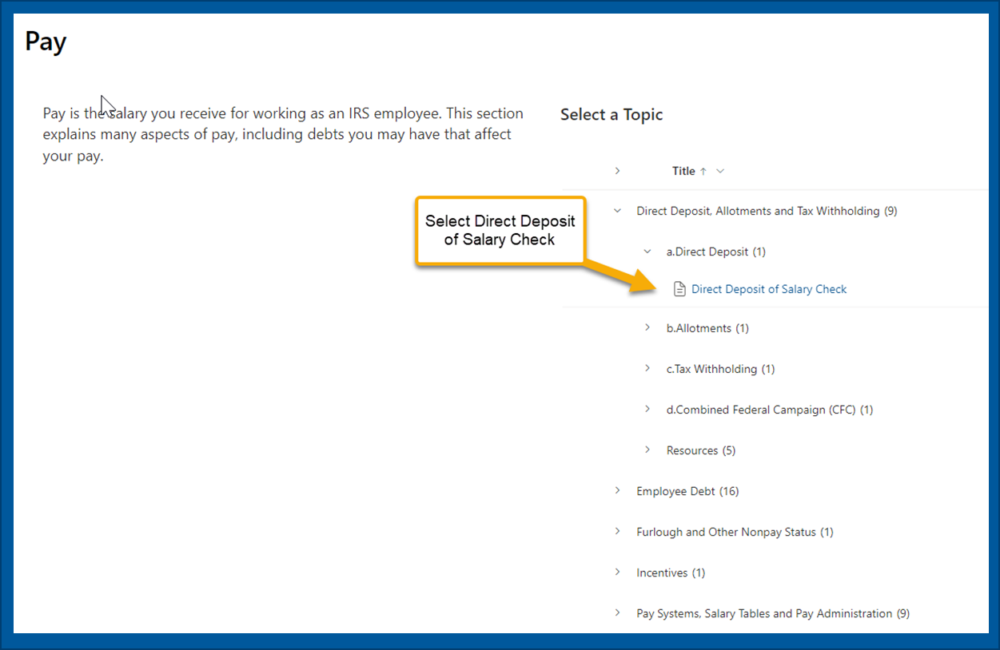 Pay
Pay is the salary you receive for working as an IRS employee. This section
explains many aspects of pay, including debts you may have that affect
your pay.
Select a Topic
Title
Direct Deposit, Allotments and Tax Withholding (9)
Select Direct Deposit
of Salary Check
a.Direct Deposit (1)
Direct Deposit of Salary Check
b.Allotments (1)
c.Tax Withholding (1)
d.Combined Federal Campaign (CFC) (1)
Resources (5)
Employee Debt (16)
Furlough and Other Nonpay Status (1)
Incentives (1)
Pay Systems, Salary Tables and Pay Administration (9)